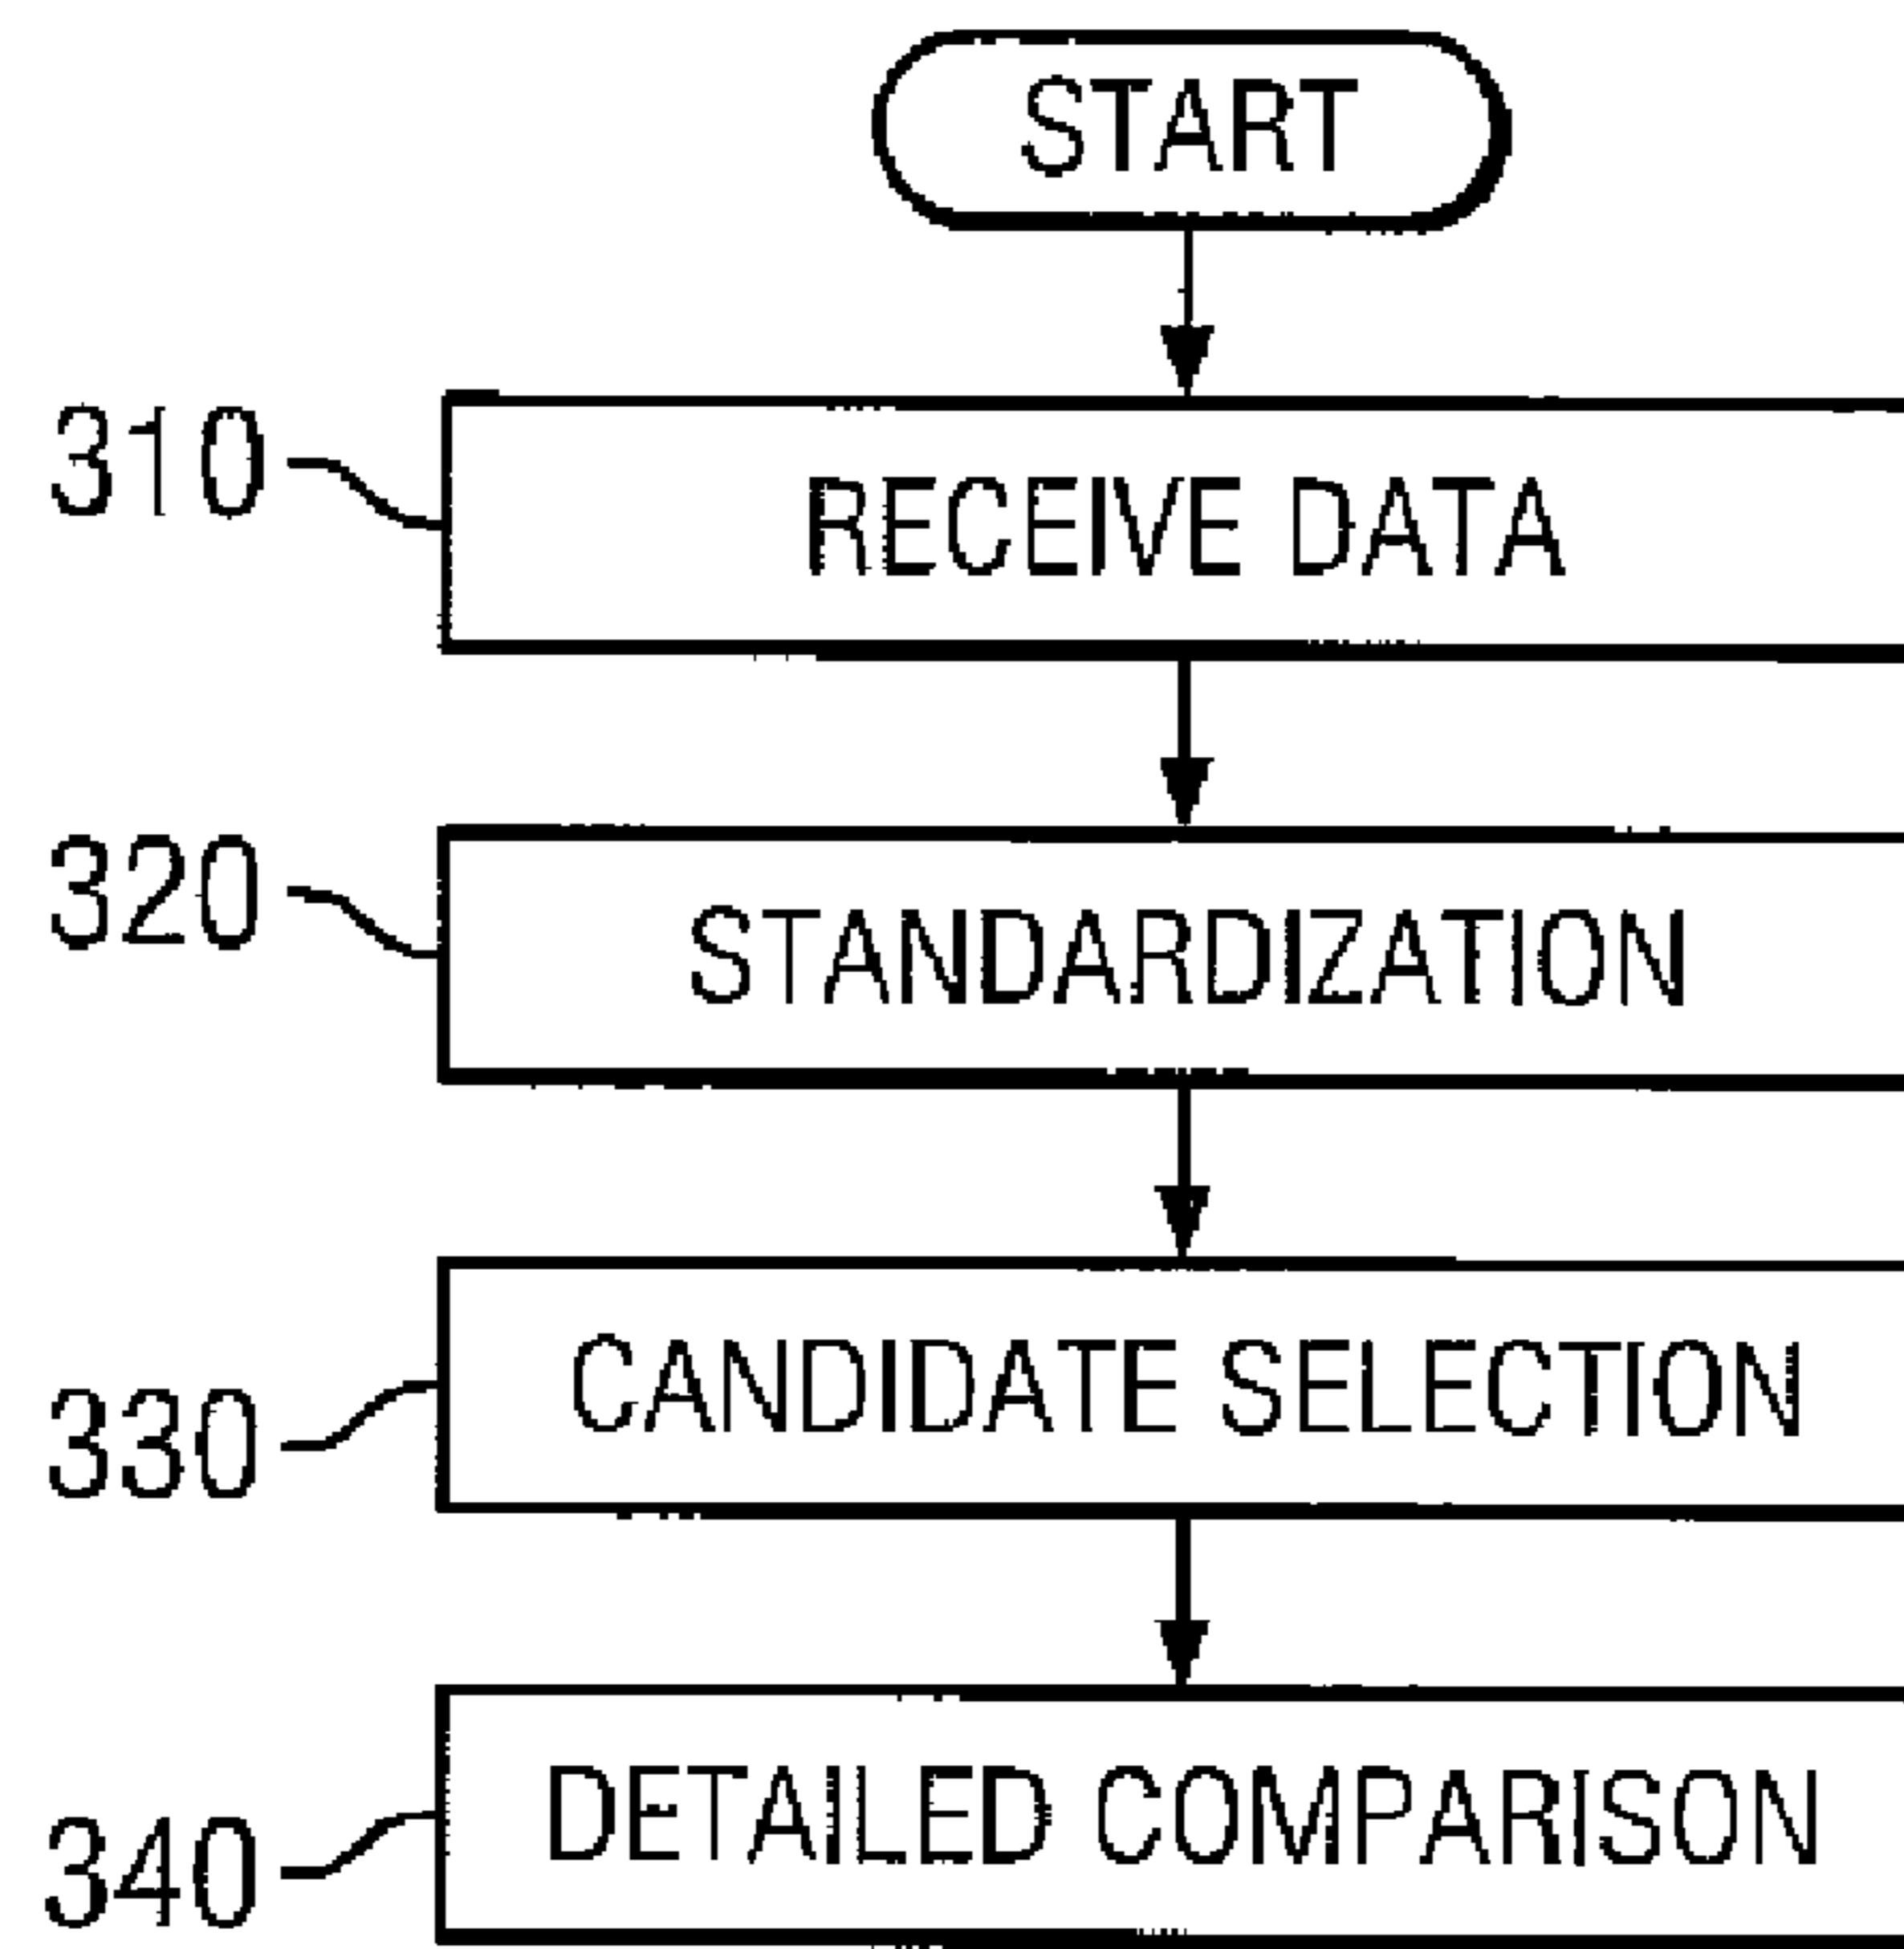 START
310
RECEIVE DATA
320
STANDARDIZATION
CANDIDATE SELECTION
330
DETAILED COMPARISON
340